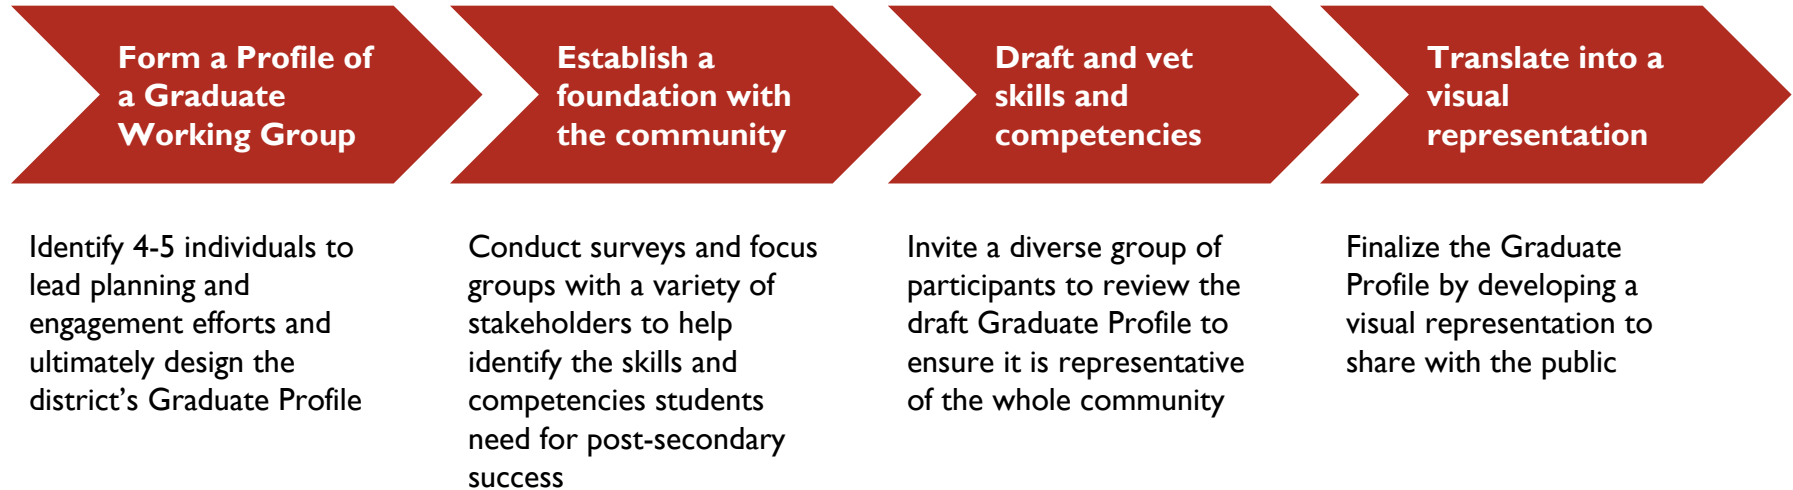 Form a Profile of
a Graduate
Working Group
Establish a
foundation with
the community
Draft and vet
skills and
competencies
Translate into a
visual
representation
Identify 4-5 individuals to
lead planning and
engagement efforts and
ultimately design the
district’s Graduate Profile
Conduct surveys and focus
groups with a variety of
stakeholders to help
identify the skills and
competencies students
need for post-secondary
success
Invite a diverse group of
participants to review the
draft Graduate Profile to
ensure it is representative
of the whole community
Finalize the Graduate
Profile by developing a
visual representation to
share with the public